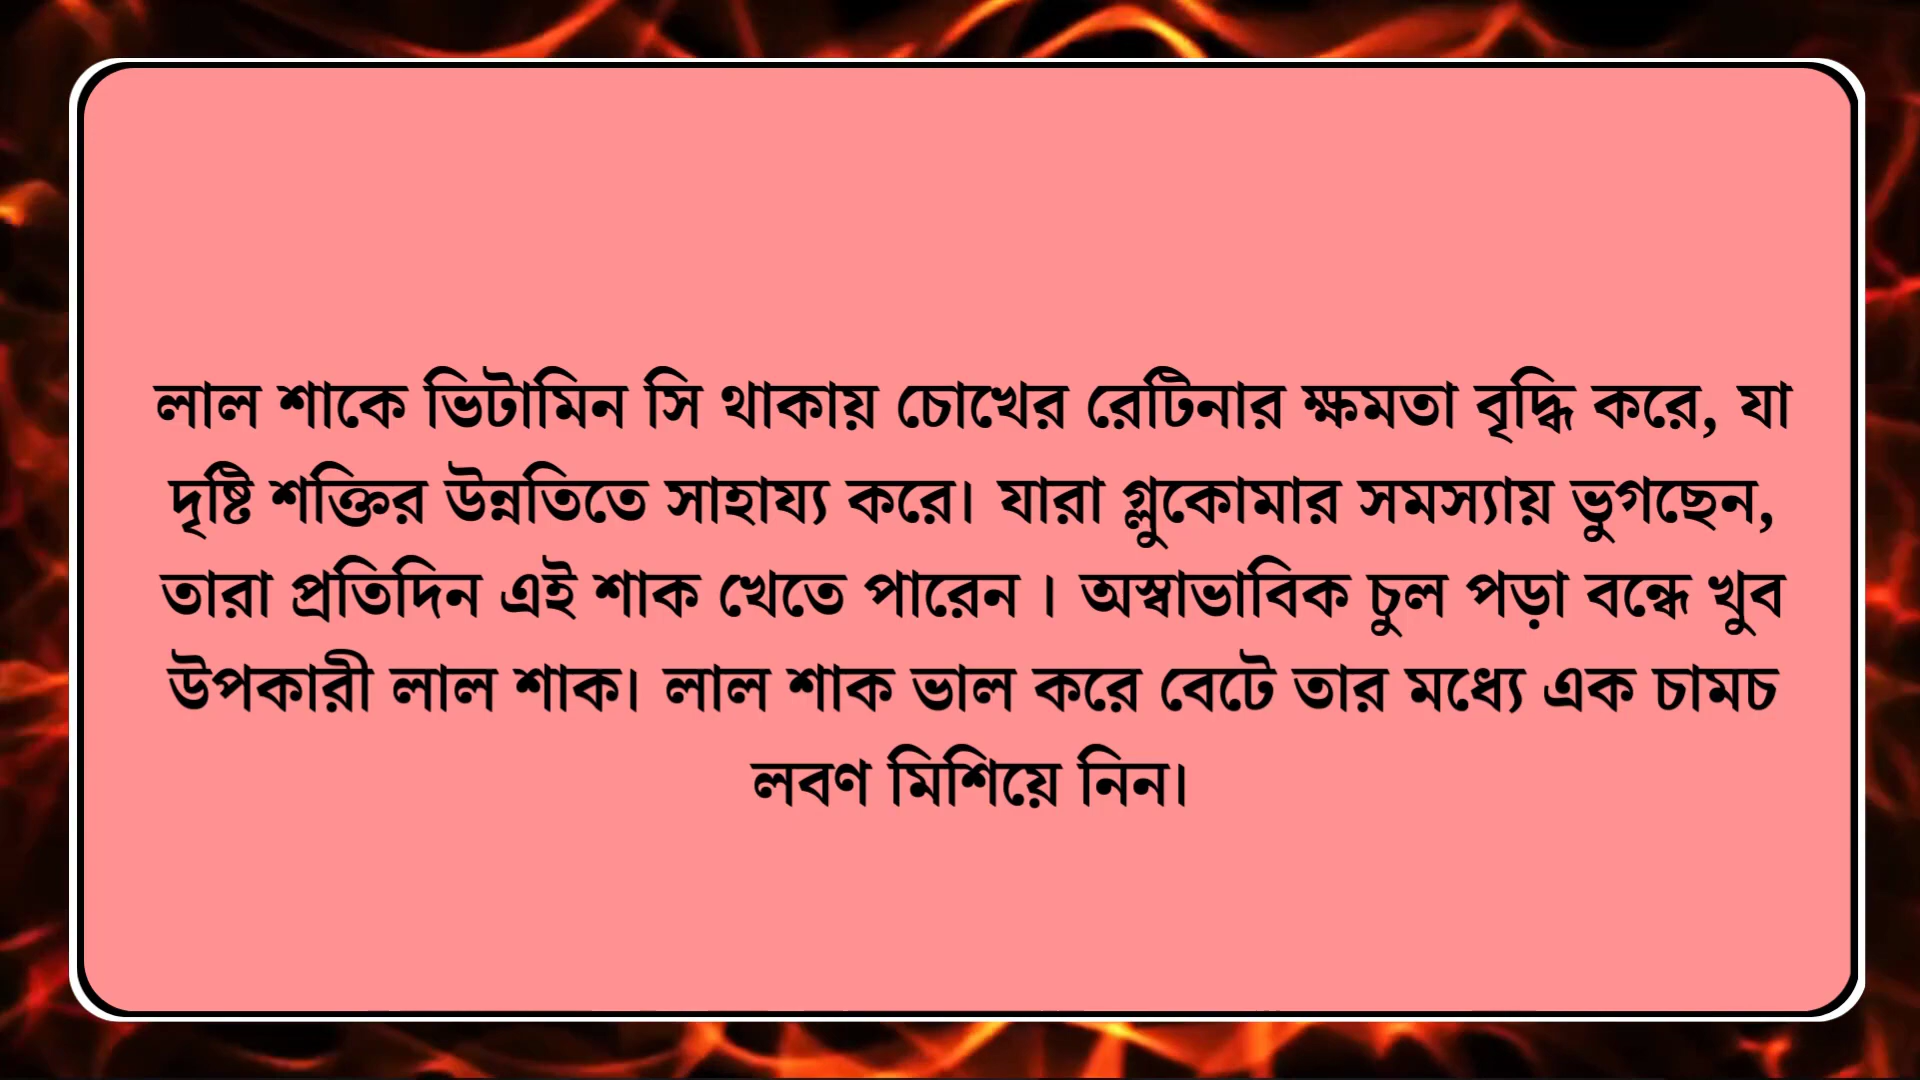 লাল শাকে ভিটামিন সি থাকায় চোখের রেটিনার ক্ষমতা বৃদ্ধি করে, যা
দৃষ্টি শক্তির উন্নতিতে সাহায্য করে। যারা গ্লুকোমার সমস্যায় ভুগছেন,
তারা প্রতিদিন এই শাক খেতে পারেন । অস্বাভাবিক চুল পড়া বন্ধে খুব
উপকারী লাল শাক। লাল শাক ভাল করে বেটে তার মধ্যে এক চামচ
লবণ মিশিয়ে নিন।